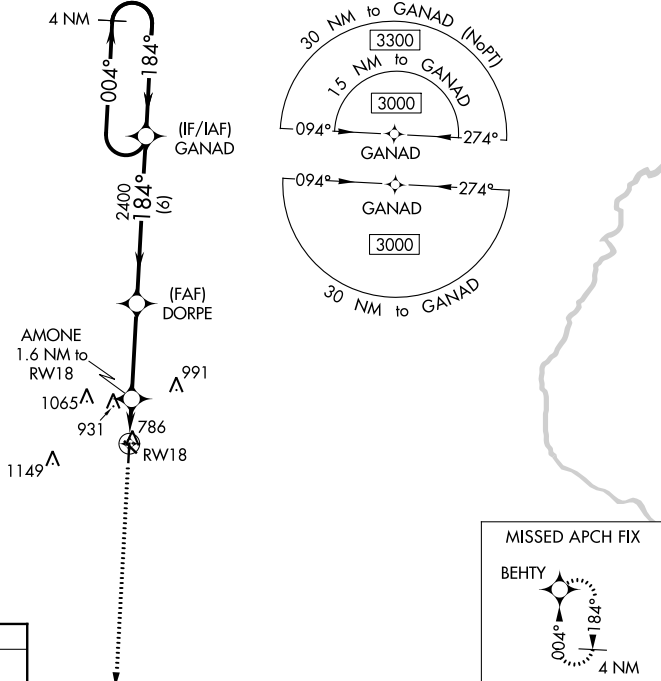 4 NM
004°
184°
(IF/IAF)
GANAD
2400
184°
(6)
(FAF)
DORPE
AMONE
1.6 NM to
RW18
991
1065
931
786
RW18
1149
30 NM to GANAD (NoPT)
3300
15 NM to GANAD
3000
094°
274°
GANAD
094°
274°
GANAD
3000
30 NM to GANAD
MISSED APCH FIX
BEHTY
004°
184°
4 NM